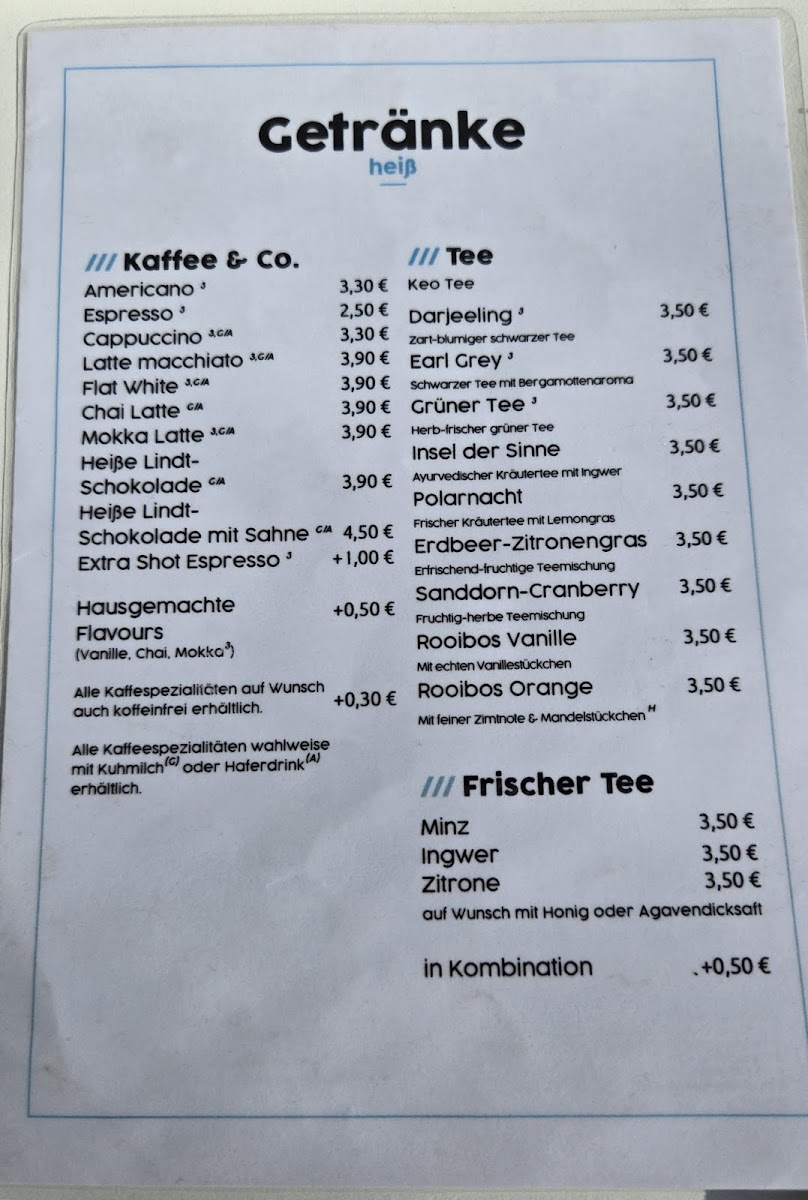 Getränke
heiß
/// Kaffee & Co.
Americano ³ 3,30 €
Espresso ³ 2,50 €
Cappuccino ³,G/A 3,30 €
Latte macchiato ³,G/A 3,90 €
Flat White ³,G/A 3,90 €
Chai Latte G/A 3,90 €
Mokka Latte ³,G/A 3,90 €
Heiße Lindt-
Schokolade G/A 3,90 €
Heiße Lindt-
Schokolade mit Sahne G/A 4,50 €
Extra Shot Espresso ³ +1,00 €
Hausgemachte +0,50 €
Flavours
(Vanille, Chai, Mokka³)
Alle Kaffespezialitäten auf Wunsch
auch koffeinfrei erhältlich. +0,30 €
Alle Kaffeespezialitäten wahlweise
mit Kuhmilch(G) oder Haferdrink(A)
erhältlich.
/// Tee
Keo Tee
Darjeeling ³ 3,50 €
Zart-blumiger schwarzer Tee
Earl Grey ³ 3,50 €
Schwarzer Tee mit Bergamottenaroma
Grüner Tee ³ 3,50 €
Herb-frischer grüner Tee
Insel der Sinne 3,50 €
Ayurvedischer Kräutertee mit Ingwer
Polarnacht 3,50 €
Frischer Kräutertee mit Lemongras
Erdbeer-Zitronengras 3,50 €
Erfrischend-fruchtige Teemischung
Sanddorn-Cranberry 3,50 €
Fruchtig-herbe Teemischung
Rooibos Vanille 3,50 €
Mit echten Vanillestückchen
Rooibos Orange 3,50 €
Mit feiner Zimtnote & Mandelstückchen H
/// Frischer Tee
Minz 3,50 €
Ingwer 3,50 €
Zitrone 3,50 €
auf Wunsch mit Honig oder Agavendicksaft
in Kombination .+0,50 €